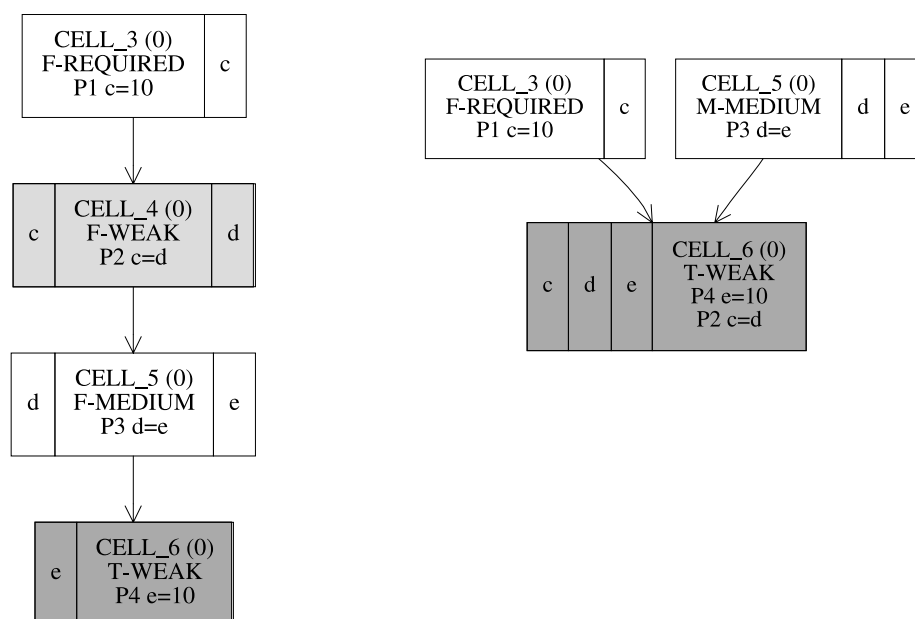 CELL_3 (0)
F-REQUIRED
P1 c=10
c
c
CELL_4 (0)
F-WEAK
P2 c=d
d
d
CELL_5 (0)
F-MEDIUM
P3 d=e
e
e
CELL_6 (0)
T-WEAK
P4 e=10
CELL_3 (0)
F-REQUIRED
P1 c=10
c
CELL_5 (0)
M-MEDIUM
P3 d=e
d
e
c
d
e
CELL_6 (0)
T-WEAK
P4 e=10
P2 c=d